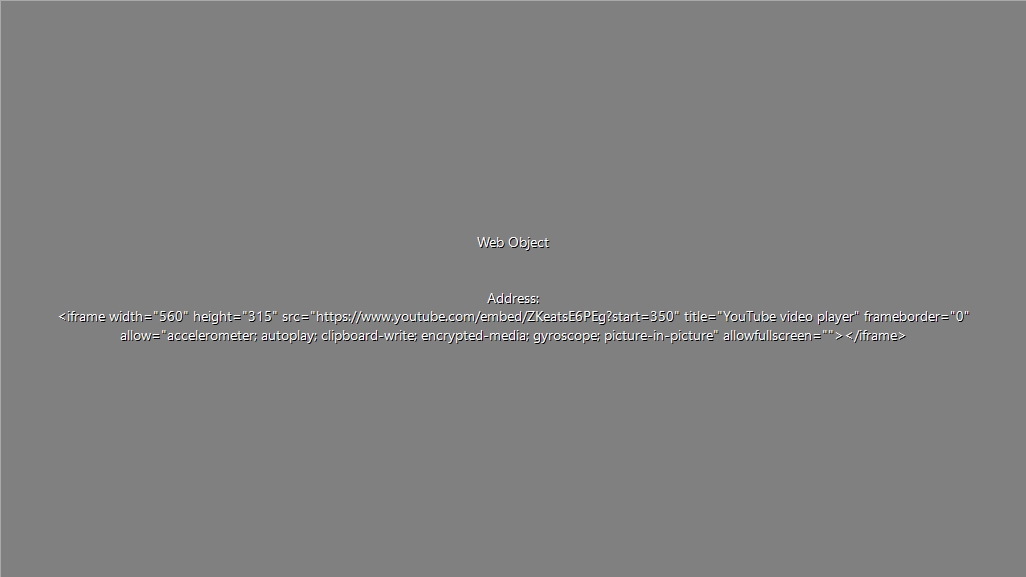 Web Object
Address:
<iframe width="560" height="315" src="https://www.youtube.com/embed/ZKeatsE6PEg?start=350" title="YouTube video player" frameborder="0"
allow="accelerometer; autoplay; clipboard-write; encrypted-media; gyroscope; picture-in-picture" allowfullscreen=""></iframe>